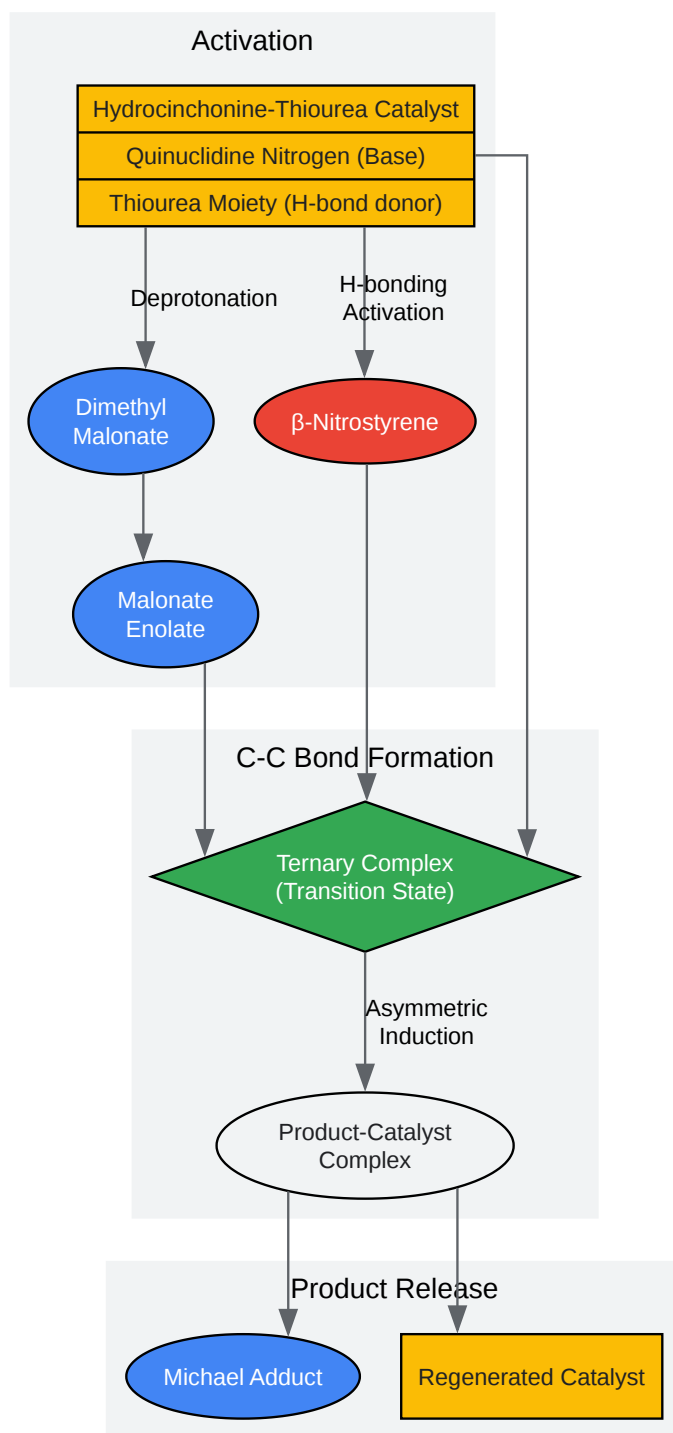 Activation
Hydrocinchonine-Thiourea Catalyst
Quinuclidine Nitrogen (Base)
Thiourea Moiety (H-bond donor)
Deprotonation
H-bonding
Activation
Dimethyl
Malonate
β-Nitrostyrene
Malonate
Enolate
C-C Bond Formation
Ternary Complex
(Transition State)
Asymmetric
Induction
Product-Catalyst
Complex
Product Release
Michael Adduct
Regenerated Catalyst